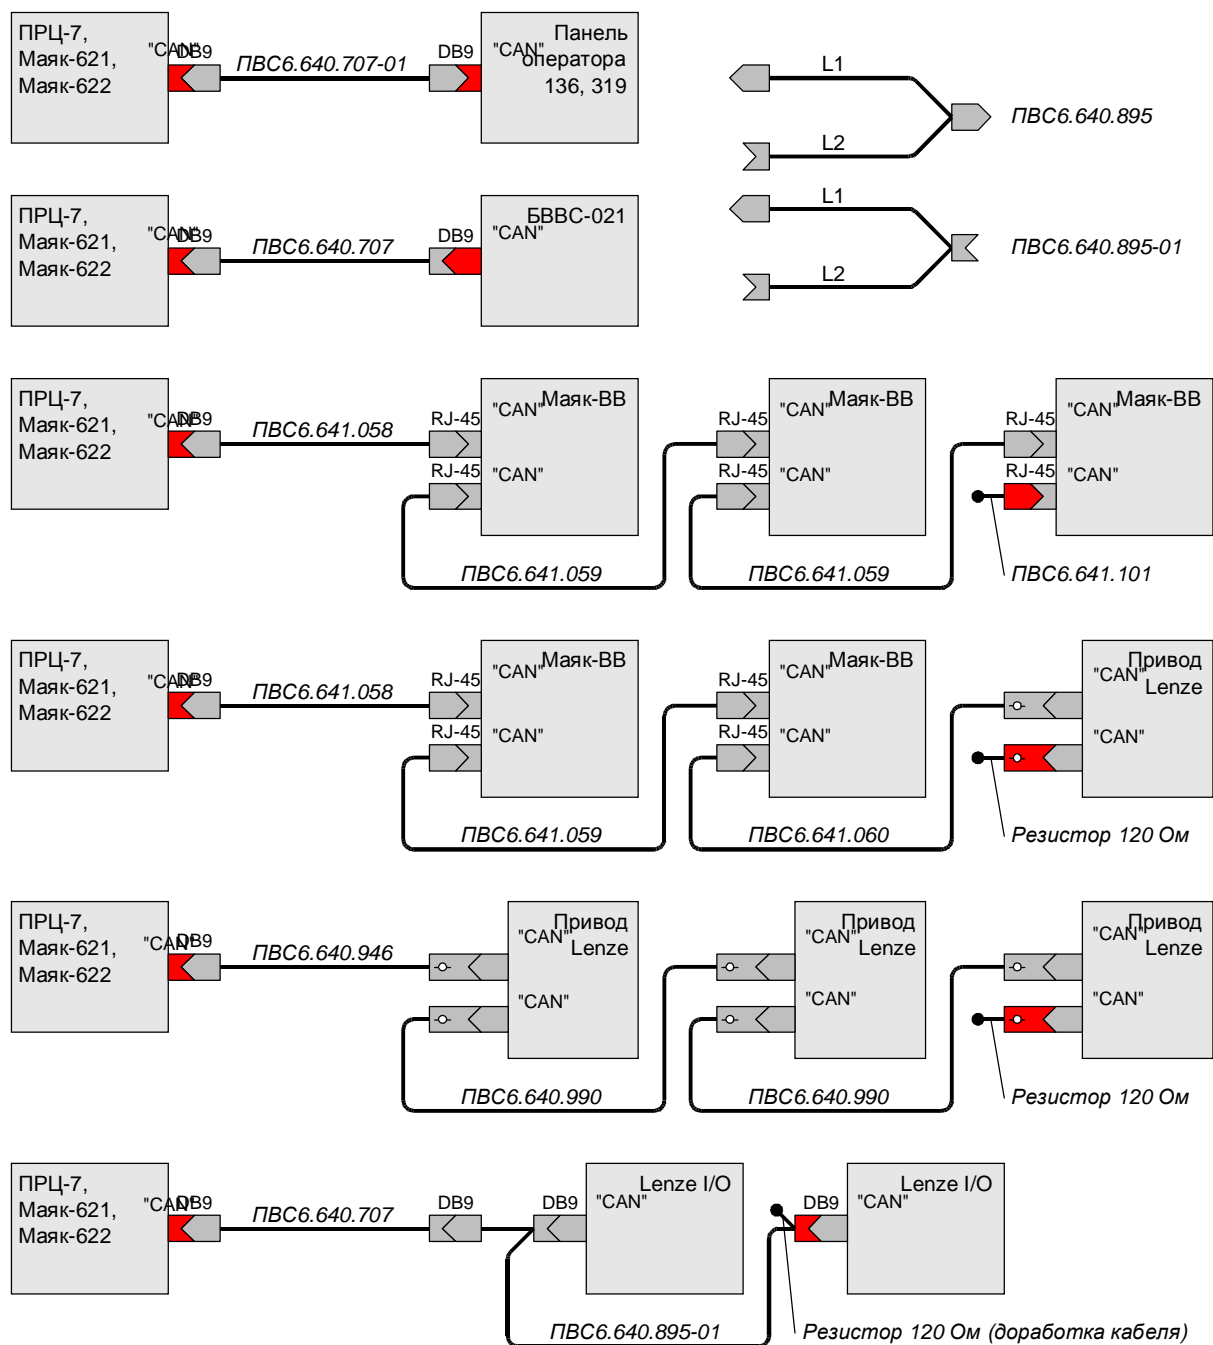 ПРЦ-7,
Маяк-621,
Маяк-622
"CAN"
DB9
ПВС6.640.707-01
DB9
"CAN"
Панель
оператора
136, 319
L1
L2
ПВС6.640.895
ПРЦ-7,
Маяк-621,
Маяк-622
"CAN"
DB9
ПВС6.640.707
DB9
"CAN"
БВВС-021
L1
L2
ПВС6.640.895-01
ПРЦ-7,
Маяк-621,
Маяк-622
"CAN"
DB9
ПВС6.641.058
RJ-45
"CAN"
Маяк-ВВ
RJ-45
"CAN"
ПВС6.641.059
RJ-45
"CAN"
Маяк-ВВ
RJ-45
"CAN"
ПВС6.641.059
RJ-45
"CAN"
Маяк-ВВ
RJ-45
"CAN"
ПВС6.641.101
ПРЦ-7,
Маяк-621,
Маяк-622
"CAN"
DB9
ПВС6.641.058
RJ-45
"CAN"
Маяк-ВВ
RJ-45
"CAN"
ПВС6.641.059
RJ-45
"CAN"
Маяк-ВВ
RJ-45
"CAN"
ПВС6.641.060
"CAN"
Привод
Lenze
"CAN"
Резистор 120 Ом
ПРЦ-7,
Маяк-621,
Маяк-622
"CAN"
DB9
ПВС6.640.946
"CAN"
Привод
Lenze
"CAN"
ПВС6.640.990
"CAN"
Привод
Lenze
"CAN"
ПВС6.640.990
"CAN"
Привод
Lenze
"CAN"
Резистор 120 Ом
ПРЦ-7,
Маяк-621,
Маяк-622
"CAN"
DB9
ПВС6.640.707
DB9
DB9
"CAN"
Lenze I/O
ПВС6.640.895-01
DB9
"CAN"
Lenze I/O
Резистор 120 Ом (доработка кабеля)